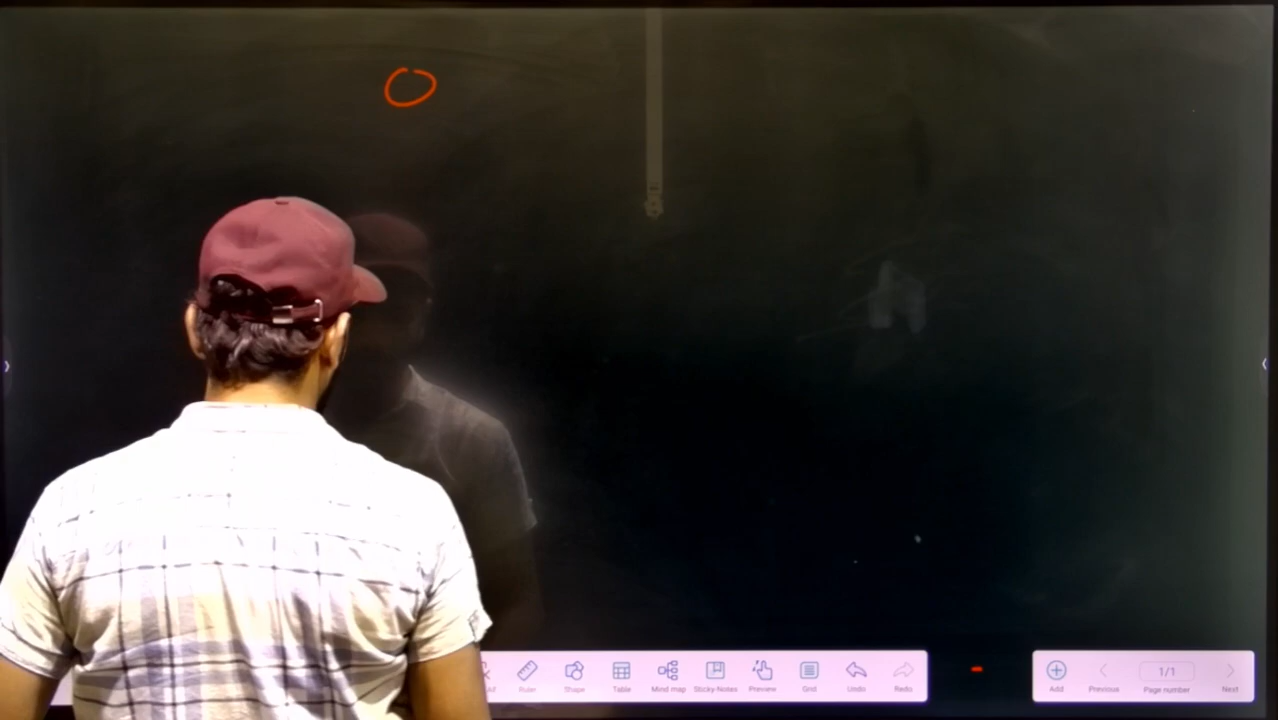 Ruler Shape Table Mind map Sticky Notes Preview Grid Undo Redo
Add Previous 1/1 Page number Next